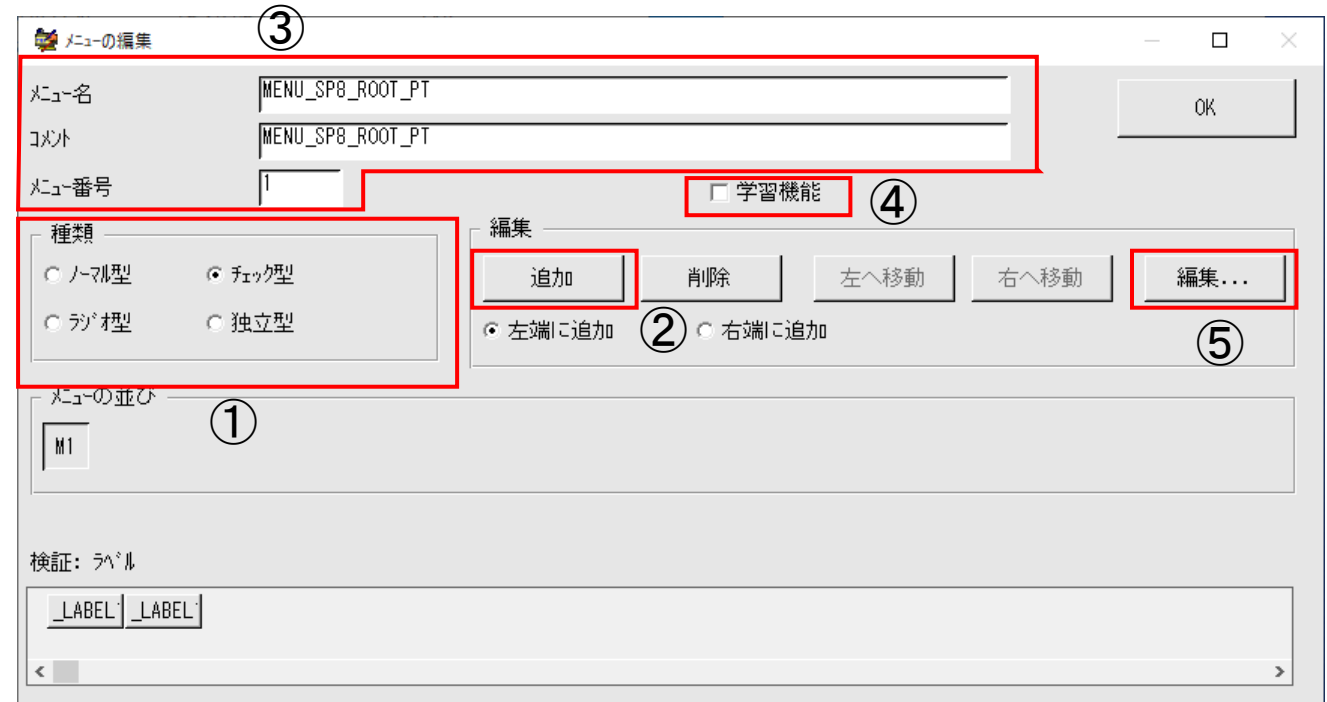 メニューの編集
③
メニュー名
MENU_SP8_ROOT_PT
OK
コメント
MENU_SP8_ROOT_PT
メニュー番号
1
学習機能
④
種類
ノーマル型
チェック型
ラジオ型
独立型
①
編集
追加
削除
左へ移動
右へ移動
編集...
左端に追加
②
右端に追加
⑤
メニューの並び
M1
検証: ラベル
_LABEL
_LABEL